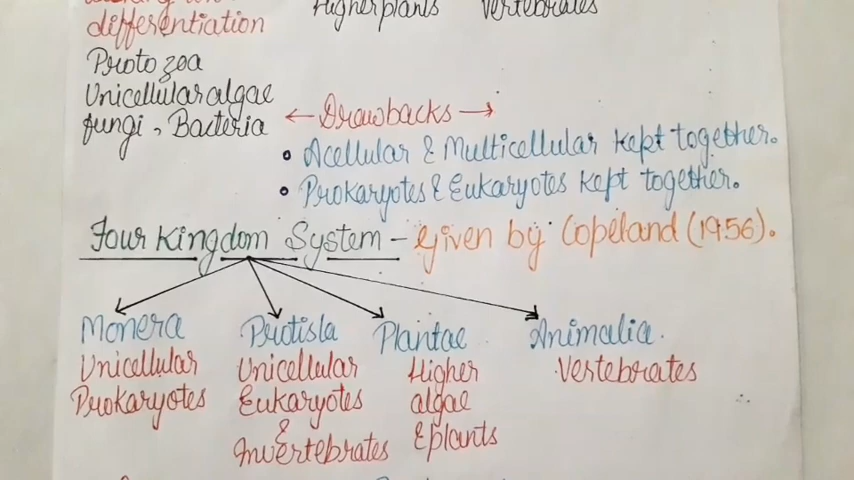 differentiation
Higher plants
Vertebrates
Protozoa
Unicellular algae
fungi, Bacteria
← Drawbacks →
• Acellular & Multicellular kept together.
• Prokaryotes & Eukaryotes kept together.
Four Kingdom System - Given by Copeland (1956).
Monera
Unicellular
Prokaryotes
Protista
Unicellular
Eukaryotes
&
Invertebrates
Plantae
Higher
algae
& plants
Animalia.
Vertebrates